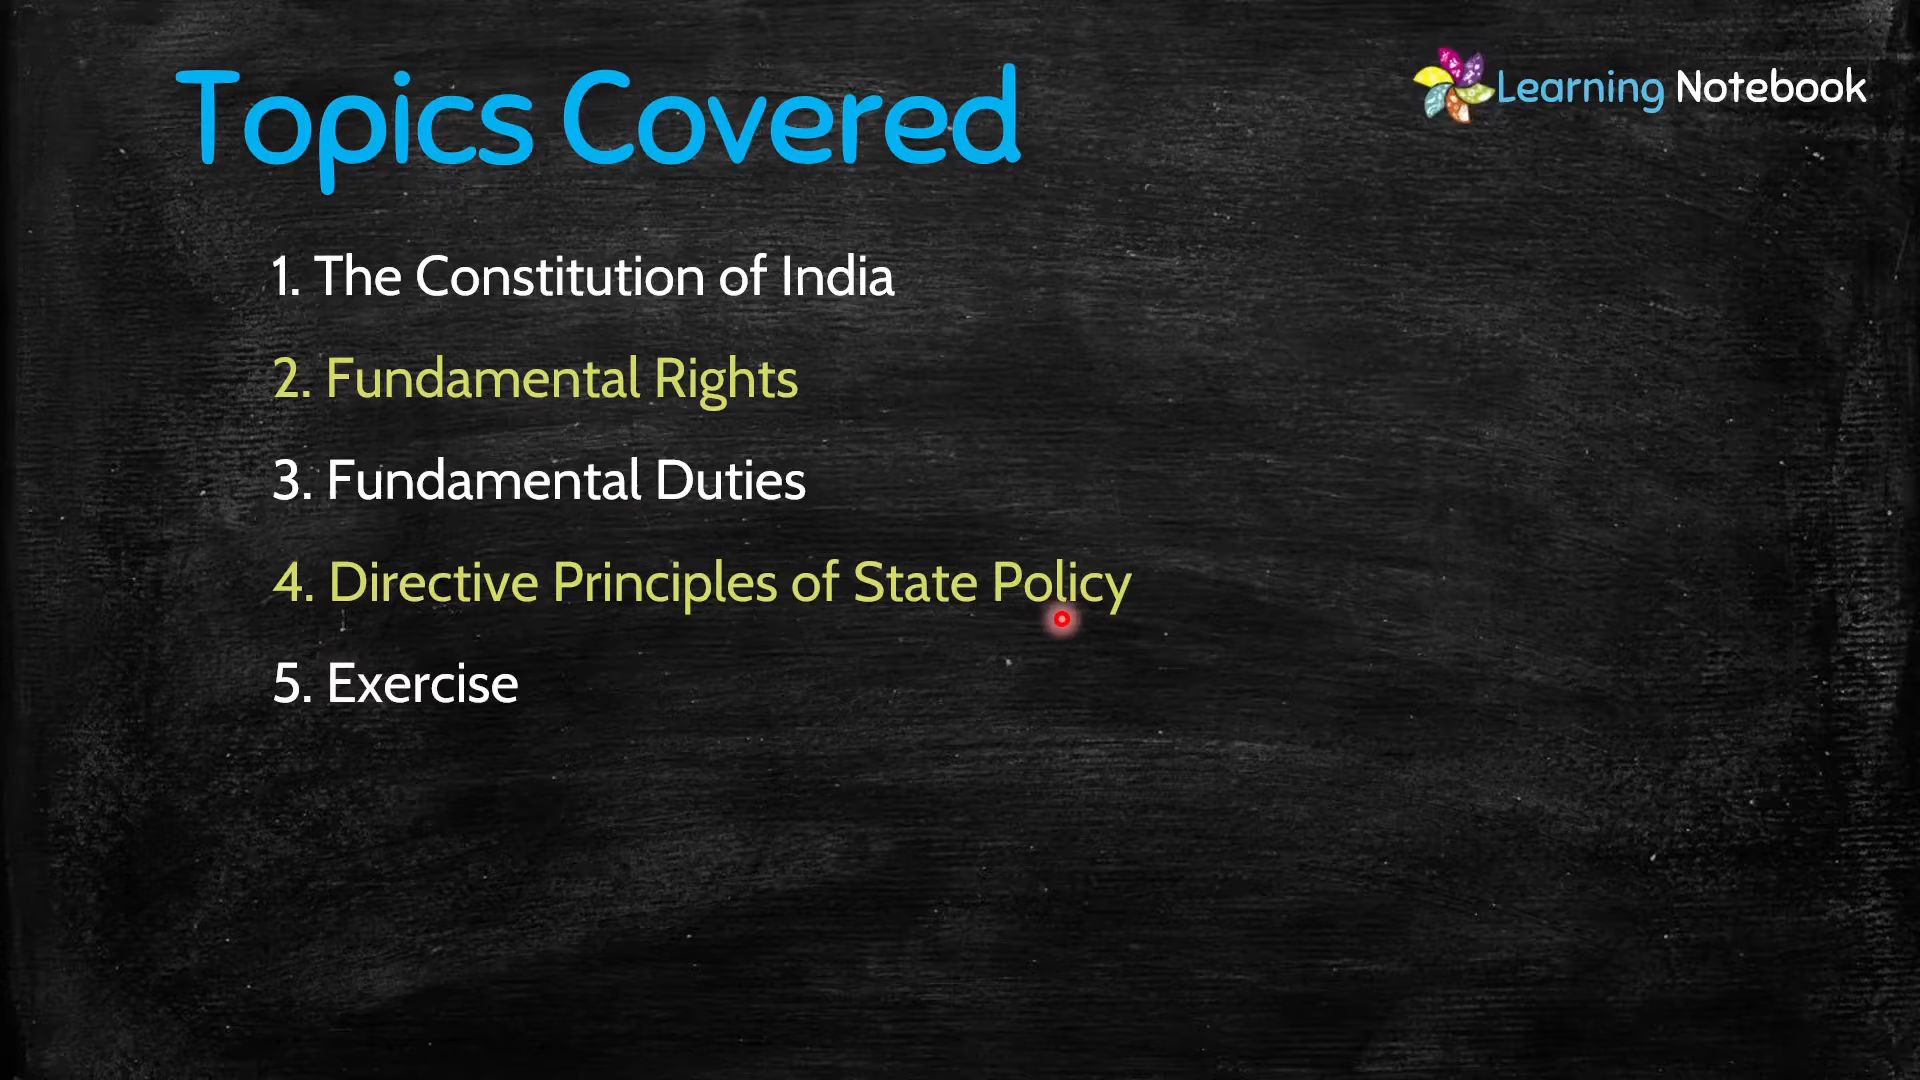 Topics Covered
Learning Notebook
1. The Constitution of India
2. Fundamental Rights
3. Fundamental Duties
4. Directive Principles of State Policy
5. Exercise